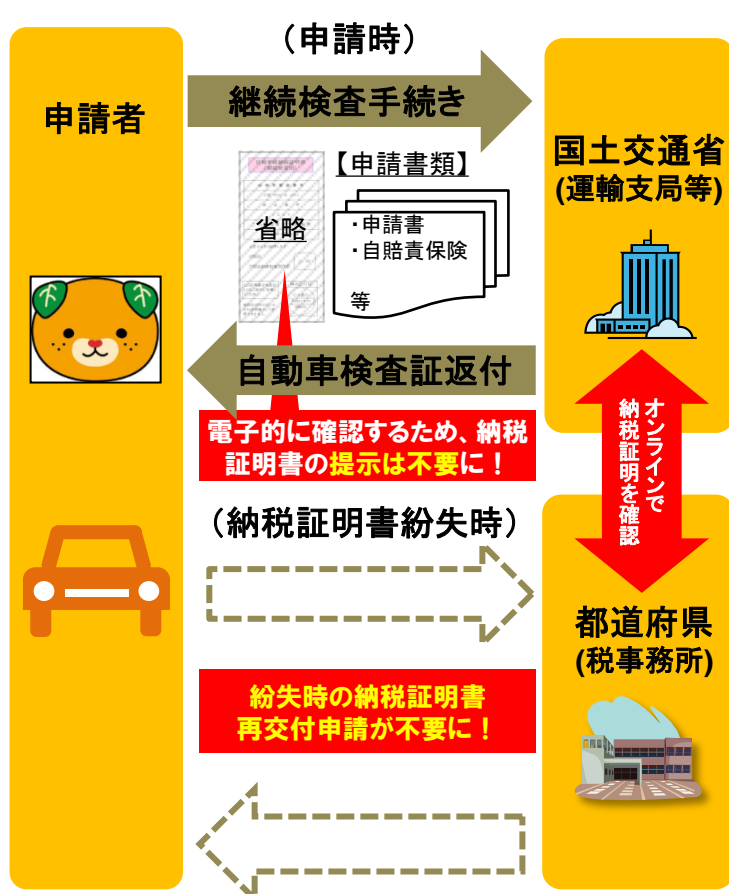 (申請時)
申請者
継続検査手続き
国土交通省
(運輸支局等)
【申請書類】
省略
・申請書
・自賠責保険
等
自動車検査証返付
電子的に確認するため、納税
証明書の提示は不要に！
オンラインで
納税証明を確認
(納税証明書紛失時)
都道府県
(税事務所)
紛失時の納税証明書
再交付申請が不要に！